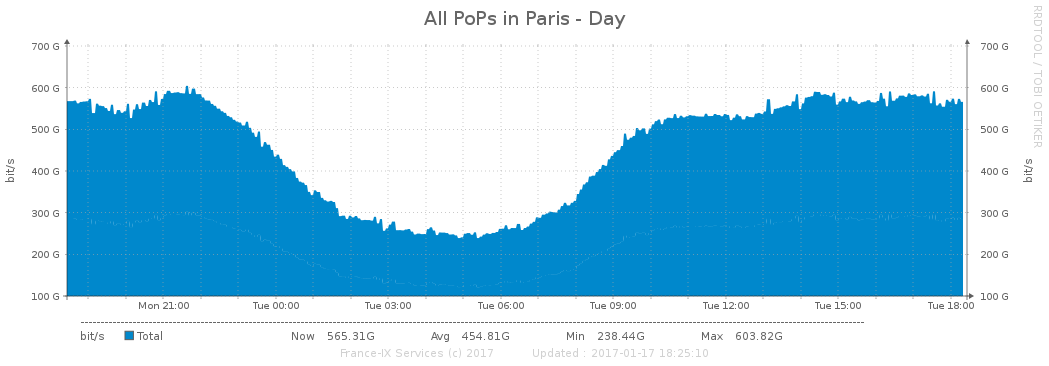 All PoPs in Paris - Day
RRDTOOL / TOBI OETIKER
700 G 700 G
600 G 600 G
500 G 500 G
400 G 400 G
300 G 300 G
200 G 200 G
100 G 100 G
bit/s bit/s
Mon 21:00 Tue 00:00 Tue 03:00 Tue 06:00 Tue 09:00 Tue 12:00 Tue 15:00 Tue 18:00
bit/s Total Now 565.31G Avg 454.81G Min 238.44G Max 603.82G
France-IX Services (c) 2017 Updated : 2017-01-17 18:25:10